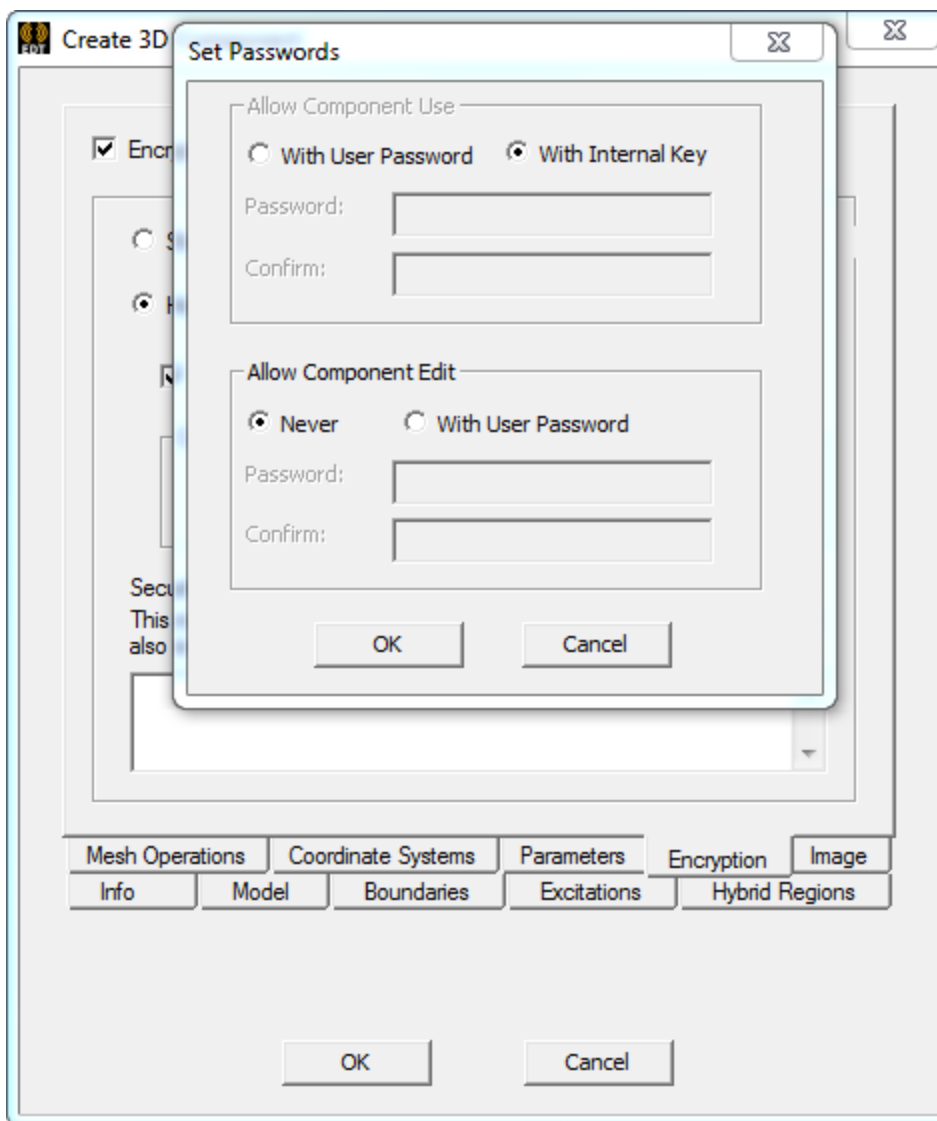 EDT
Create 3D
Set Passwords
Allow Component Use
With User Password
With Internal Key
Password:
Confirm:
Allow Component Edit
Never
With User Password
Password:
Confirm:
OK
Cancel
This
also
Mesh Operations
Coordinate Systems
Parameters
Encryption
Image
Info
Model
Boundaries
Excitations
Hybrid Regions
OK
Cancel